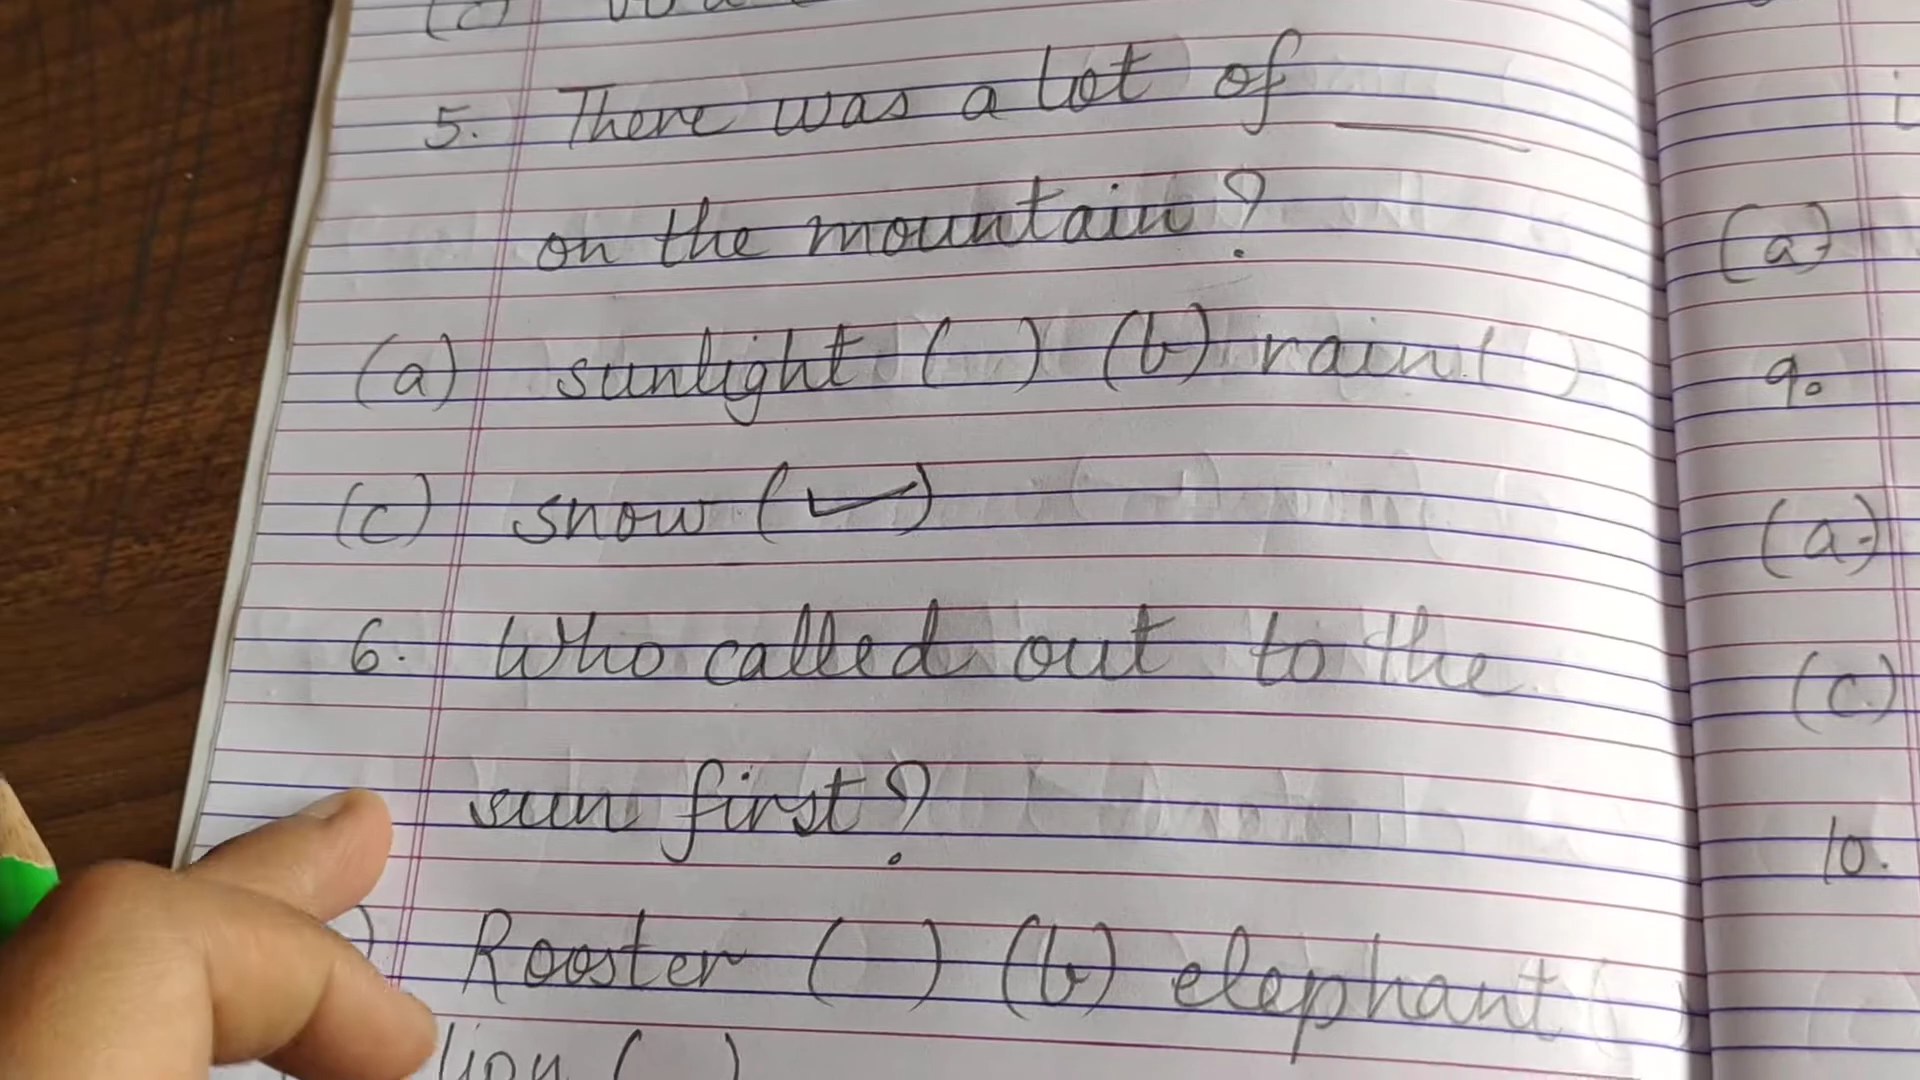 (c)
5. There was a lot of ____
on the mountain?
(a) sunlight ( ) (b) rain ( )
(c) snow (✓)
6. Who called out to the
sun first?
) Rooster ( ) (b) elephant (
lion ( )
(a)
9.
(a)
(c)
10.